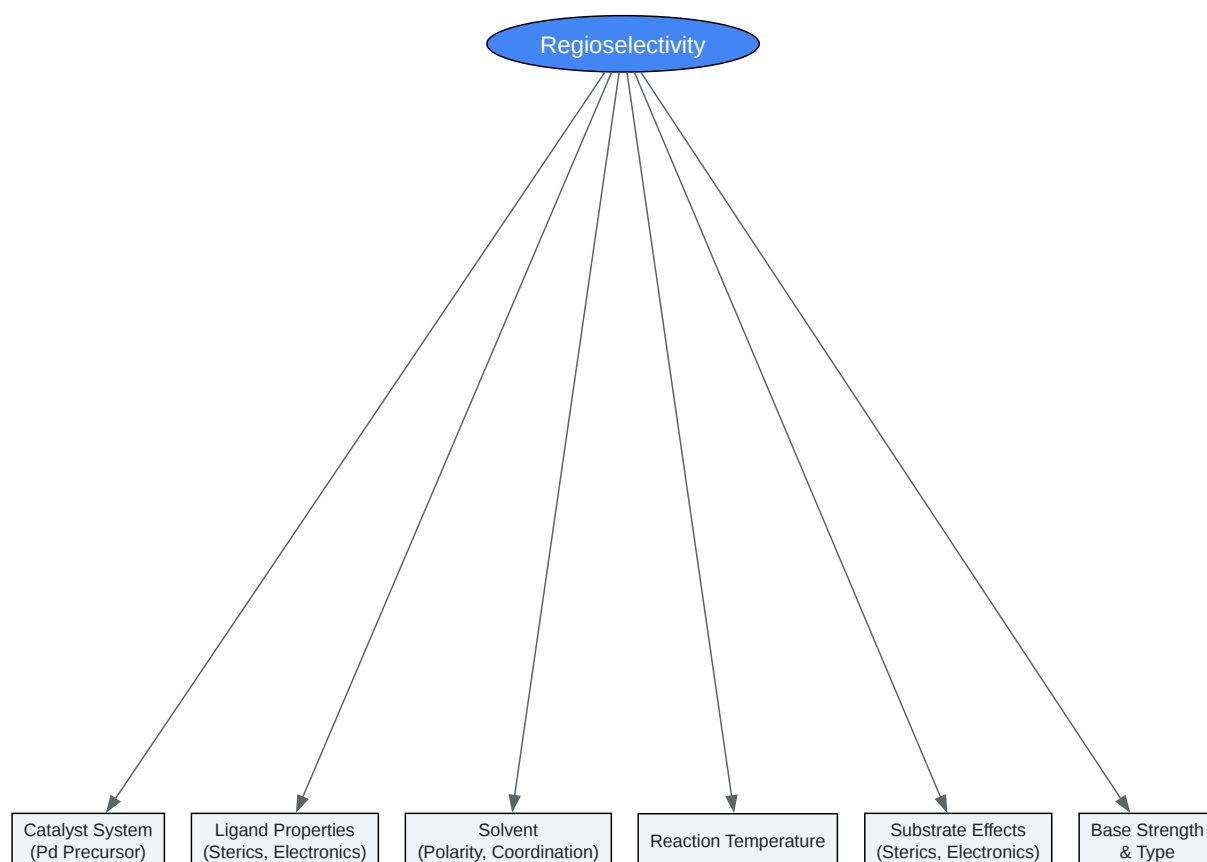 Regioselectivity
Catalyst System
(Pd Precursor)
Ligand Properties
(Sterics, Electronics)
Solvent
(Polarity, Coordination)
Reaction Temperature
Substrate Effects
(Sterics, Electronics)
Base Strength
& Type